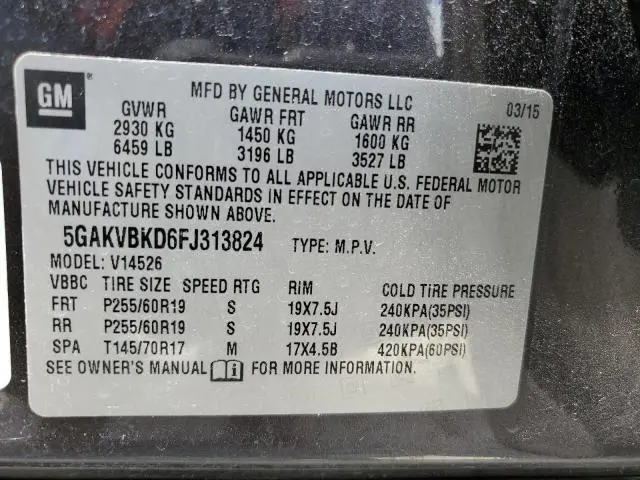 GM ®
MFD BY GENERAL MOTORS LLC
03/15
GVWR GAWR FRT GAWR RR
2930 KG 1450 KG 1600 KG
6459 LB 3196 LB 3527 LB
THIS VEHICLE CONFORMS TO ALL APPLICABLE U.S. FEDERAL MOTOR
VEHICLE SAFETY STANDARDS IN EFFECT ON THE DATE OF
MANUFACTURE SHOWN ABOVE.
5GAKVBKD6FJ313824 TYPE: M.P.V.
MODEL: V14526
VBBC TIRE SIZE SPEED RTG RIM COLD TIRE PRESSURE
FRT P255/60R19 S 19X7.5J 240KPA(35PSI)
RR P255/60R19 S 19X7.5J 240KPA(35PSI)
SPA T145/70R17 M 17X4.5B 420KPA(60PSI)
SEE OWNER'S MANUAL i FOR MORE INFORMATION.